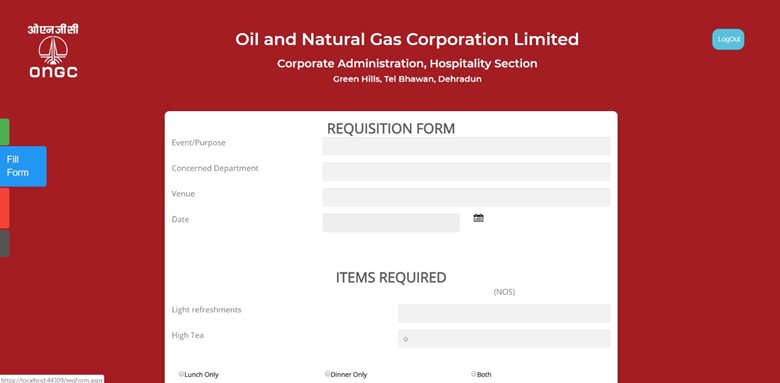 ओएनजीसी
ONGC
Oil and Natural Gas Corporation Limited
LogOut
Corporate Administration, Hospitality Section
Green Hills, Tel Bhawan, Dehradun
REQUISITION FORM
Event/Purpose
Fill
Form
Concerned Department
Venue
Date
ITEMS REQUIRED
(NOS)
Light refreshments
High Tea 0
Lunch Only Dinner Only Both
https://localhost:44309/reqForm.aspx